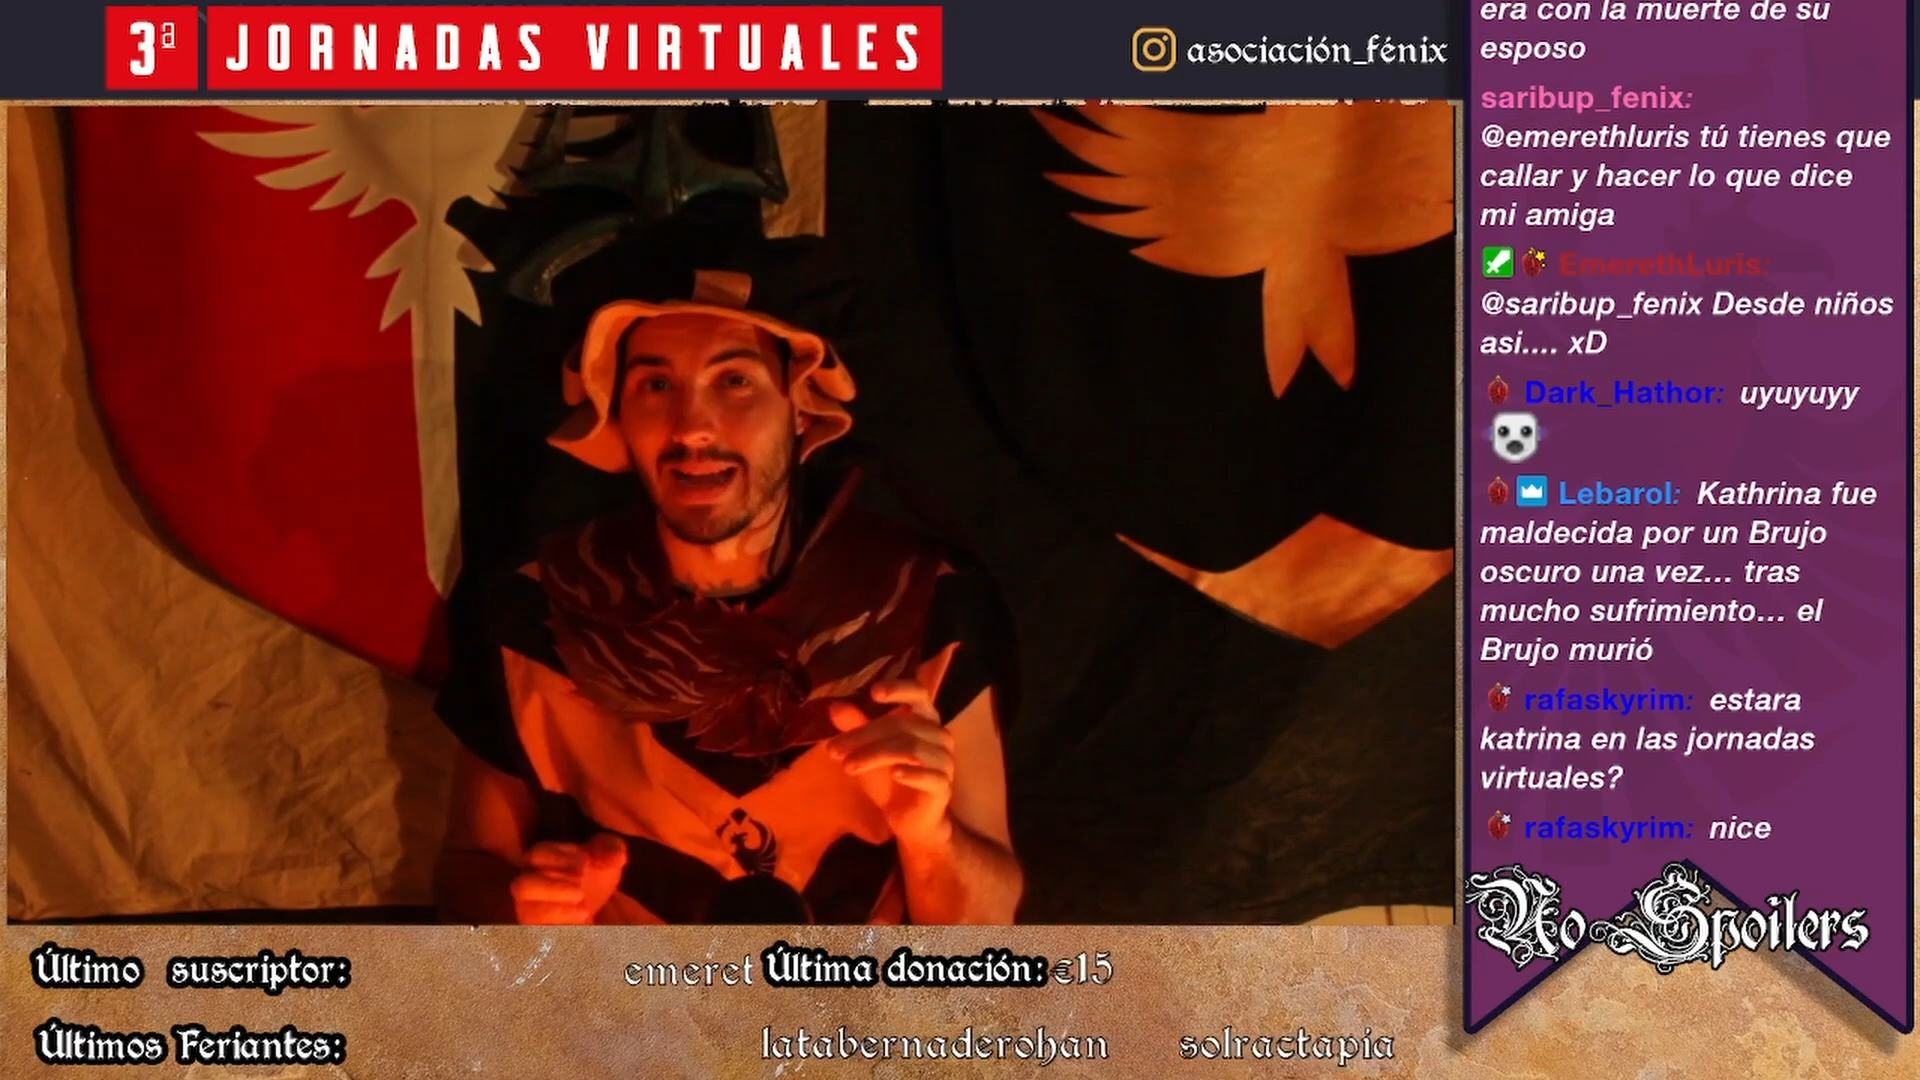 3ª JORNADAS VIRTUALES
asociación_fénix
era con la muerte de su
esposo
saribup_fenix:
@emerethluris tú tienes que
callar y hacer lo que dice
mi amiga
EmerethLuris:
@saribup_fenix Desde niños
asi.... xD
Dark_Hathor: uyuyuyy
Lebarol: Kathrina fue
maldecida por un Brujo
oscuro una vez... tras
mucho sufrimiento... el
Brujo murió
rafaskyrim: estara
katrina en las jornadas
virtuales?
rafaskyrim: nice
No Spoilers
Último suscriptor: emeret Última donación: €15
Últimos Feriantes: latabernaderohan solractapia